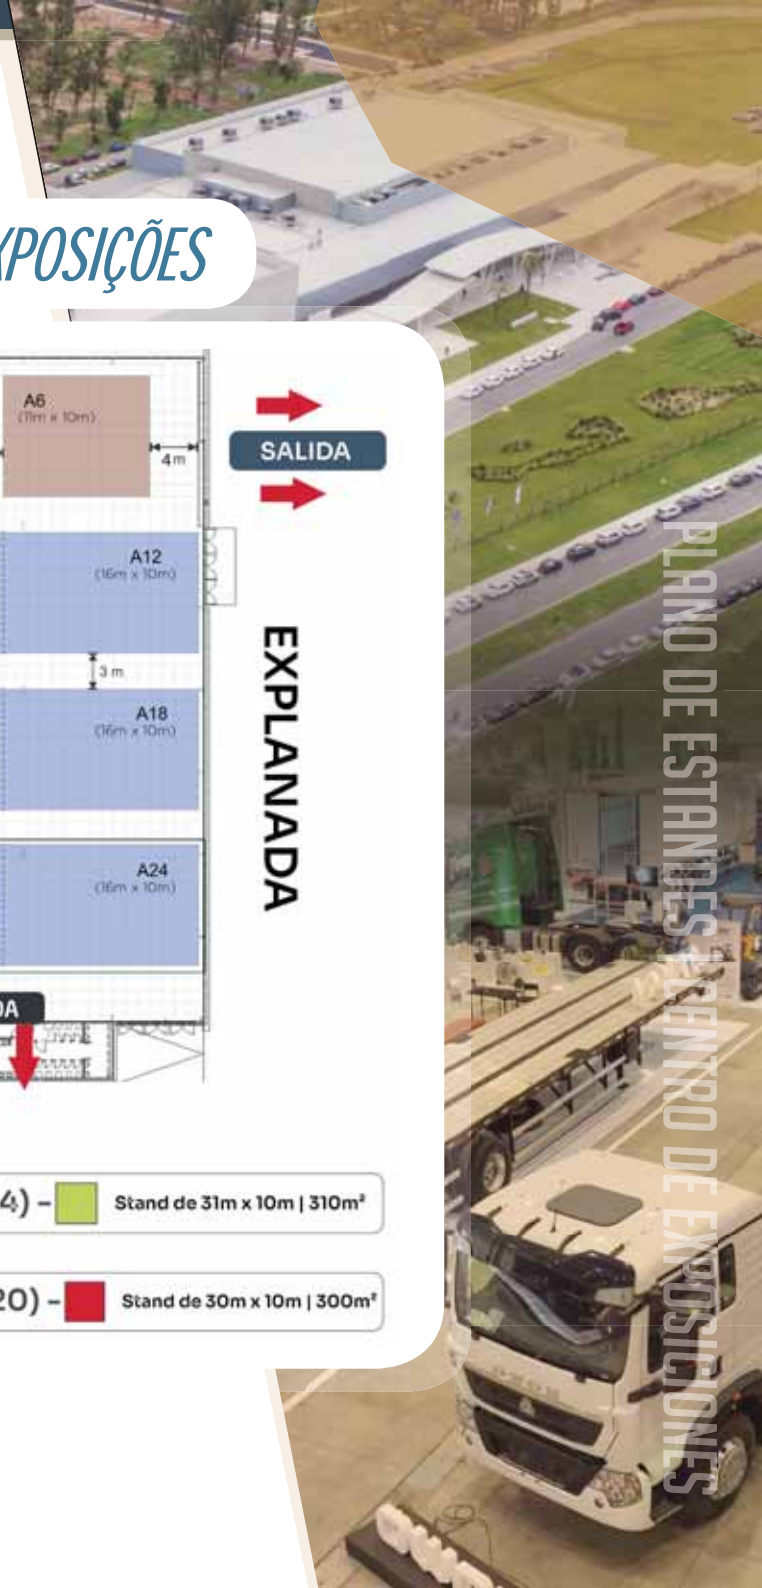 XPOSIÇÕES
A6
(11m x 10m)
4 m
SALIDA
A12
(16m x 10m)
3 m
A18
(16m x 10m)
EXPLANADA
A24
(16m x 10m)
DA
4) - Stand de 31m x 10m | 310m²
20) - Stand de 30m x 10m | 300m²
PLANO DE ESTANDES | CENTRO DE EXPOSICIONES